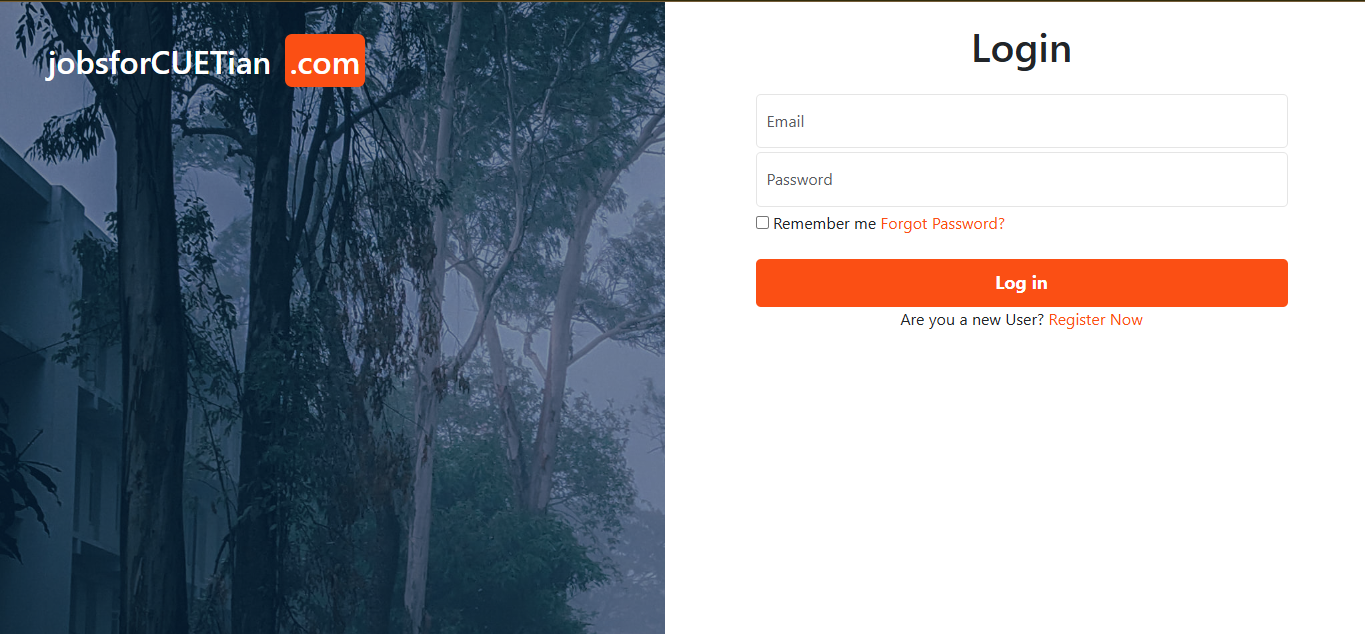 jobsforCUETian .com
Login
Email
Password
Remember me Forgot Password?
Log in
Are you a new User? Register Now